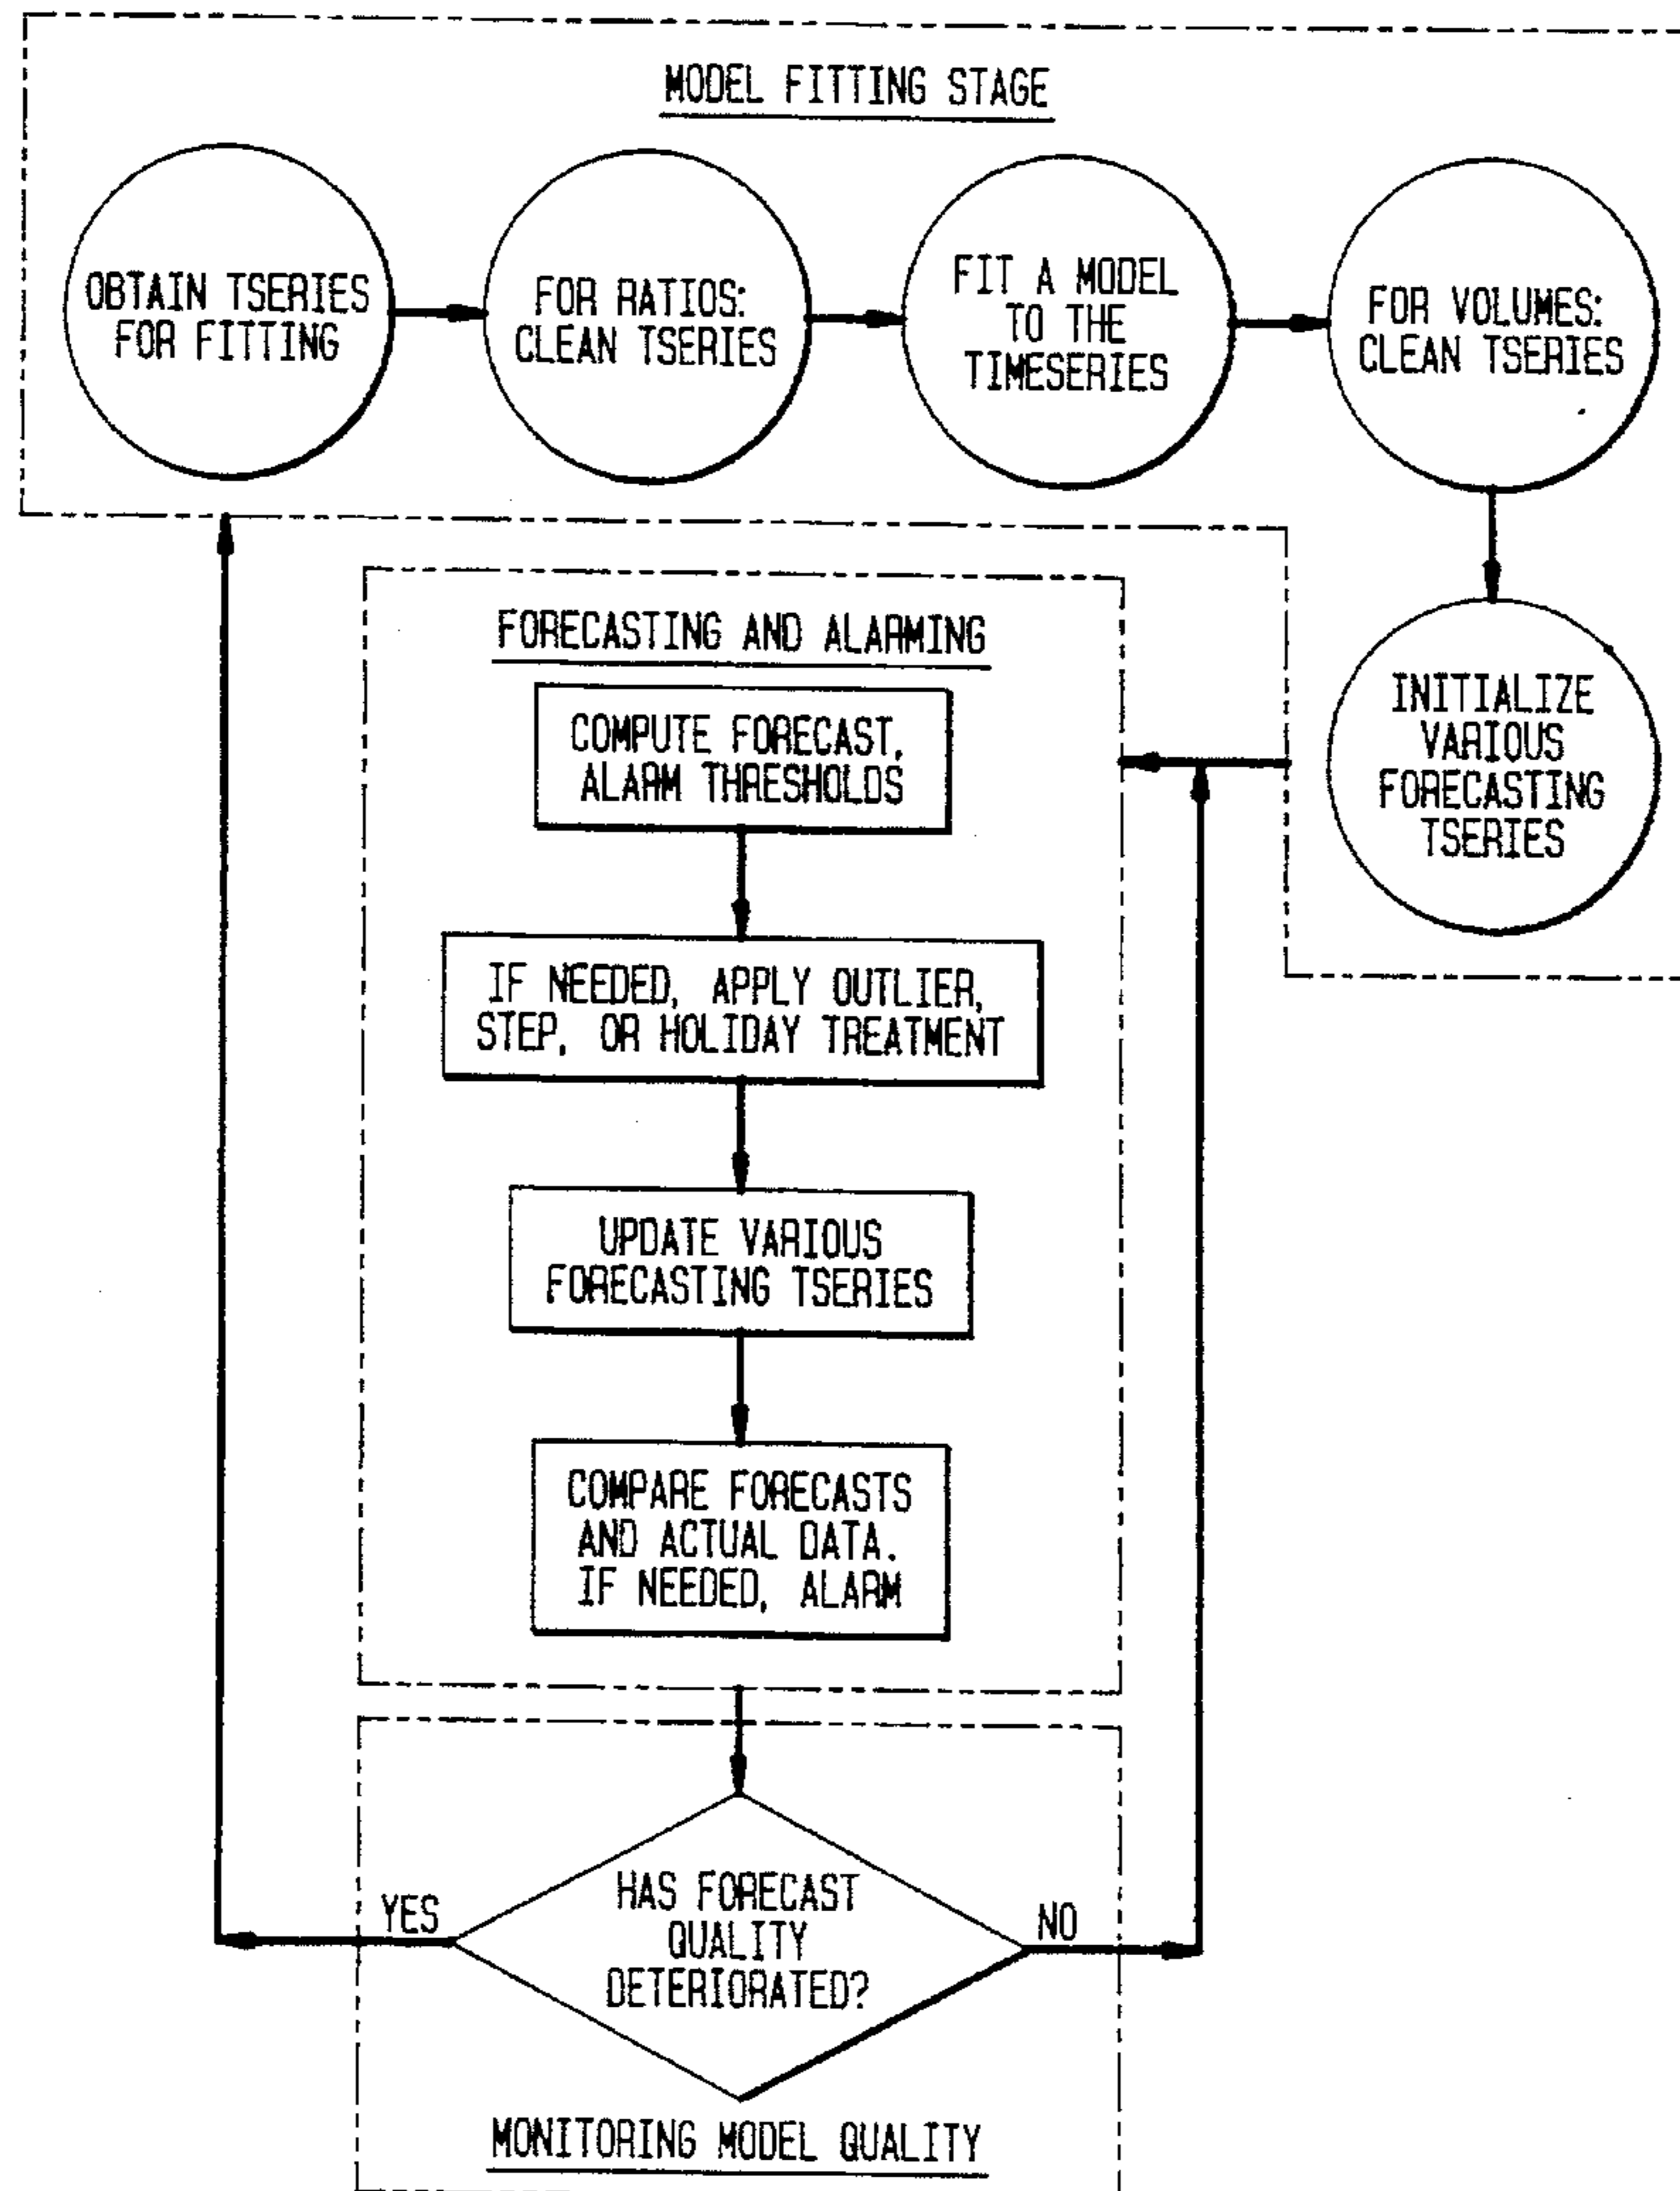 MODEL FITTING STAGE
OBTAIN TSERIES
FOR FITTING
FOR RATIOS:
CLEAN TSERIES
FIT A MODEL
TO THE
TIMESERIES
FOR VOLUMES:
CLEAN TSERIES
INITIALIZE
VARIOUS
FORECASTING
TSERIES
FORECASTING AND ALARMING
COMPUTE FORECAST,
ALARM THRESHOLDS
IF NEEDED, APPLY OUTLIER,
STEP, OR HOLIDAY TREATMENT
UPDATE VARIOUS
FORECASTING TSERIES
COMPARE FORECASTS
AND ACTUAL DATA.
IF NEEDED, ALARM
YES
HAS FORECAST
QUALITY
DETERIORATED?
NO
MONITORING MODEL QUALITY